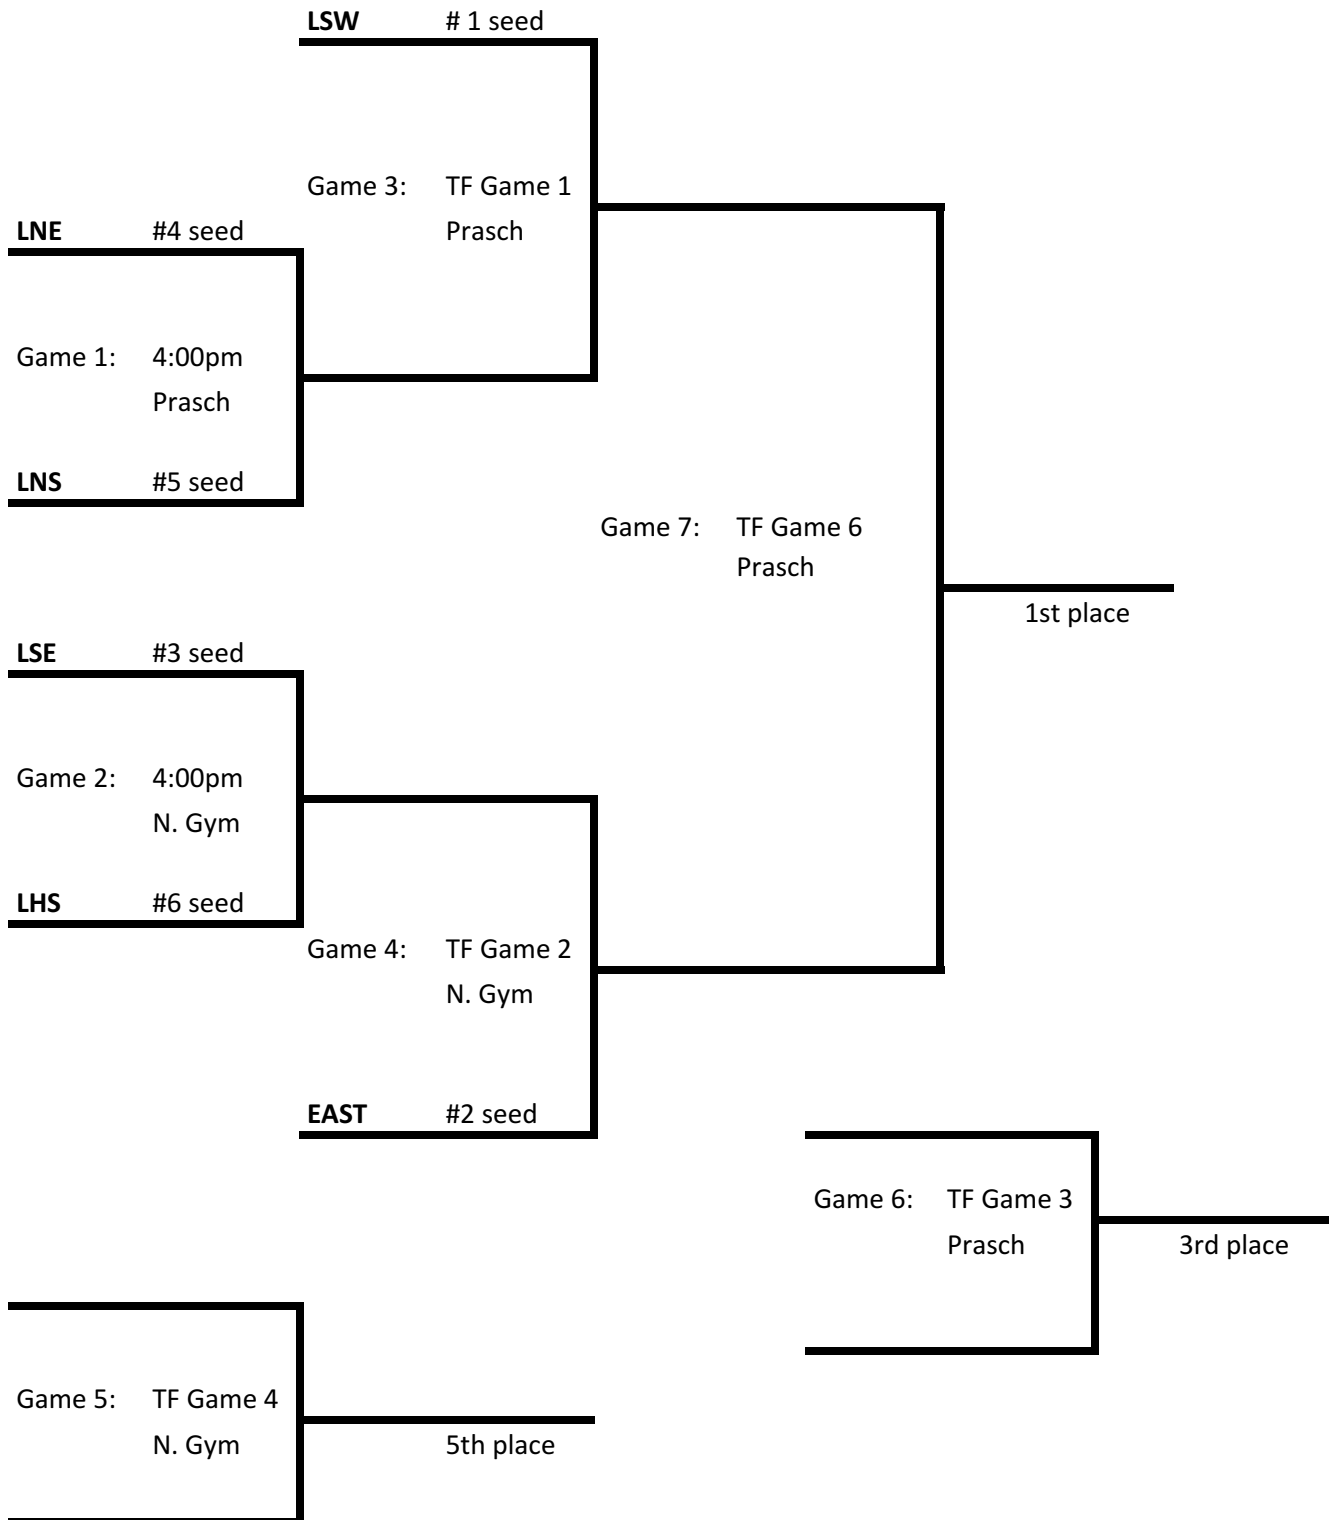 LSW # 1 seed
Game 3: TF Game 1
LNE #4 seed Prasch
Game 1: 4:00pm
Prasch
LNS #5 seed
Game 7: TF Game 6
Prasch
1st place
LSE #3 seed
Game 2: 4:00pm
N. Gym
LHS #6 seed
Game 4: TF Game 2
N. Gym
EAST #2 seed
Game 6: TF Game 3
Prasch 3rd place
Game 5: TF Game 4
N. Gym 5th place